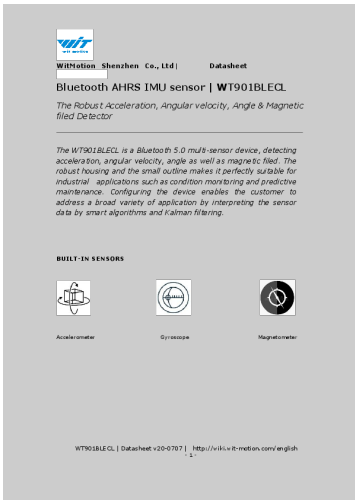 WiT
wit motion
WitMotion Shenzhen Co., Ltd | Datasheet
Bluetooth AHRS IMU sensor | WT901BLECL
The Robust Acceleration, Angular velocity, Angle & Magnetic
filed Detector
The WT901BLECL is a Bluetooth 5.0 multi-sensor device, detecting
acceleration, angular velocity, angle as well as magnetic filed. The
robust housing and the small outline makes it perfectly suitable for
industrial applications such as condition monitoring and predictive
maintenance. Configuring the device enables the customer to
address a broad variety of application by interpreting the sensor
data by smart algorithms and Kalman filtering.
BUILT-IN SENSORS
Accelerometer Gyroscope Magnetometer
WT901BLECL | Datasheet v20-0707 | http://wiki.wit-motion.com/english
- 1 -